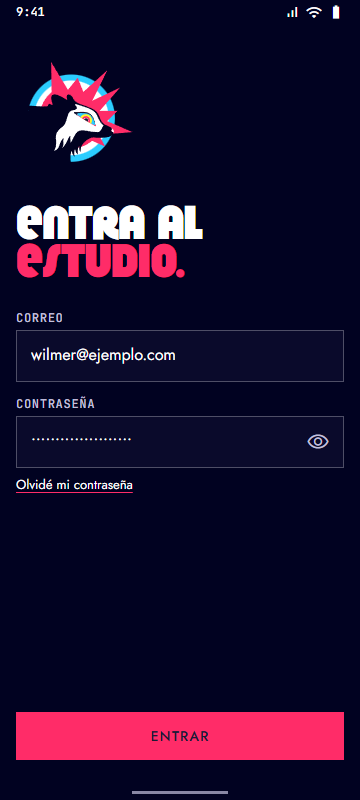 9:41
ENTRA AL
ESTUDIO.
CORREO
wilmer@ejemplo.com
CONTRASEÑA
Olvidé mi contraseña
ENTRAR